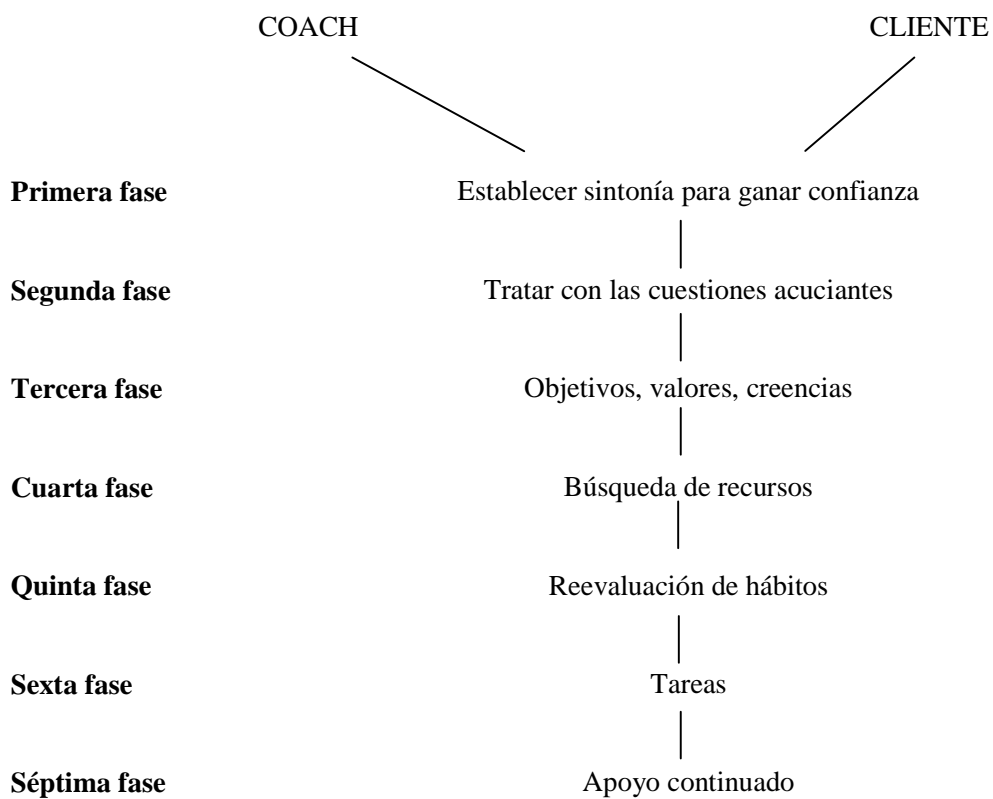 COACH CLIENTE
Primera fase Establecer sintonía para ganar confianza
Segunda fase Tratar con las cuestiones acuciantes
Tercera fase Objetivos, valores, creencias
Cuarta fase Búsqueda de recursos
Quinta fase Reevaluación de hábitos
Sexta fase Tareas
Séptima fase Apoyo continuado